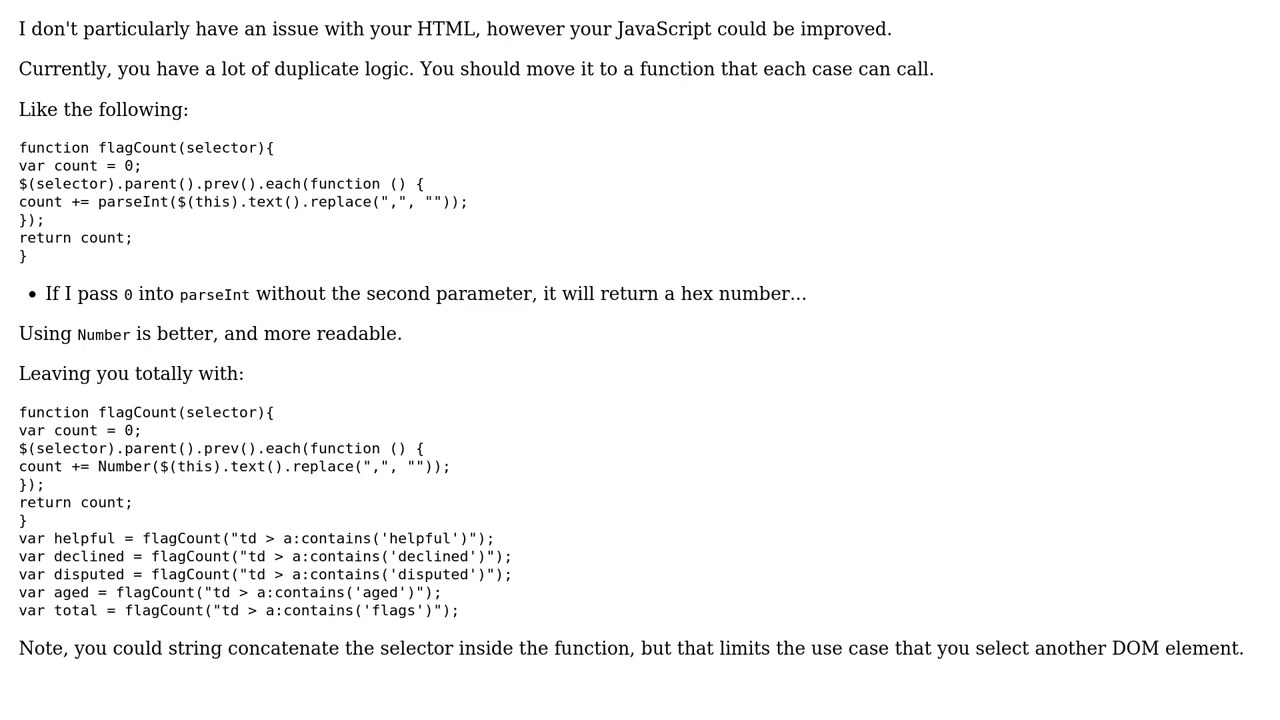 I don't particularly have an issue with your HTML, however your JavaScript could be improved.
Currently, you have a lot of duplicate logic. You should move it to a function that each case can call.
Like the following:
function flagCount(selector){
var count = 0;
$(selector).parent().prev().each(function () {
count += parseInt($(this).text().replace(",", ""));
});
return count;
}
• If I pass 0 into parseInt without the second parameter, it will return a hex number...
Using Number is better, and more readable.
Leaving you totally with:
function flagCount(selector){
var count = 0;
$(selector).parent().prev().each(function () {
count += Number($(this).text().replace(",", ""));
});
return count;
}
var helpful = flagCount("td > a:contains('helpful')");
var declined = flagCount("td > a:contains('declined')");
var disputed = flagCount("td > a:contains('disputed')");
var aged = flagCount("td > a:contains('aged')");
var total = flagCount("td > a:contains('flags')");
Note, you could string concatenate the selector inside the function, but that limits the use case that you select another DOM element.